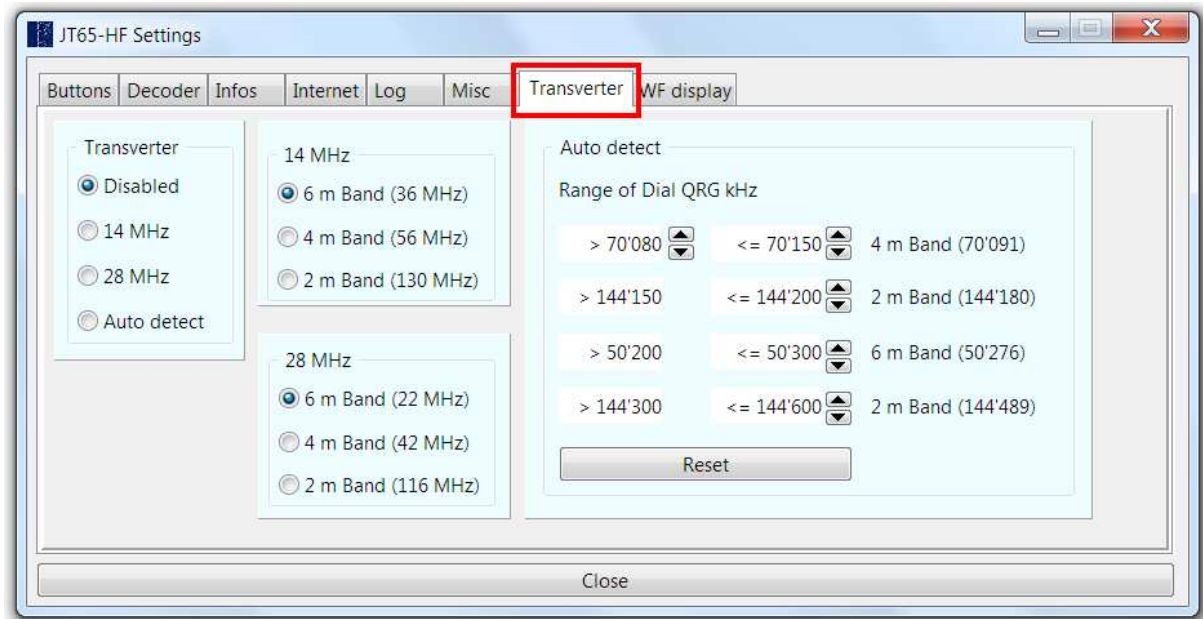 JT65-HF Settings
Buttons Decoder Infos Internet Log Misc Transverter WF display
Transverter
Disabled
14 MHz
28 MHz
Auto detect
14 MHz
6 m Band (36 MHz)
4 m Band (56 MHz)
2 m Band (130 MHz)
28 MHz
6 m Band (22 MHz)
4 m Band (42 MHz)
2 m Band (116 MHz)
Auto detect
Range of Dial QRG kHz
> 70'080 <= 70'150 4 m Band (70'091)
> 144'150 <= 144'200 2 m Band (144'180)
> 50'200 <= 50'300 6 m Band (50'276)
> 144'300 <= 144'600 2 m Band (144'489)
Reset
Close